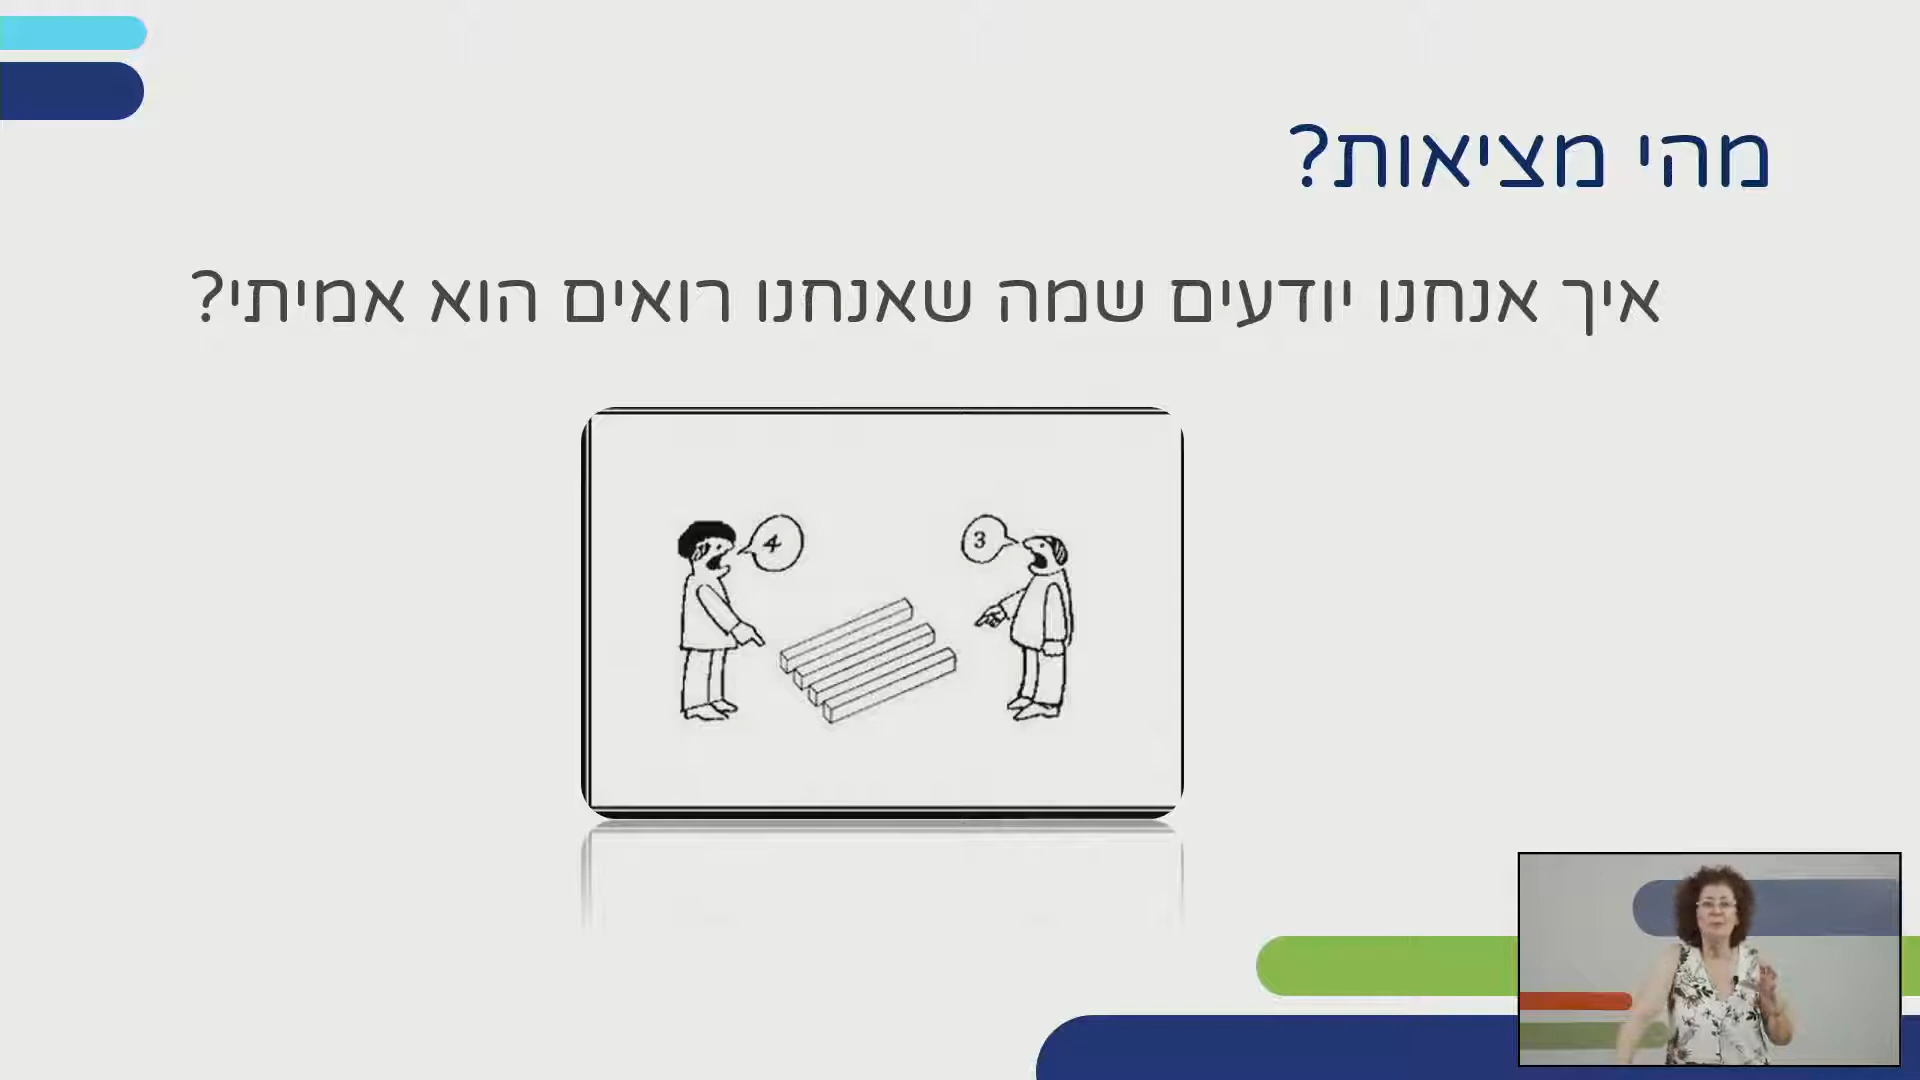 מהי מציאות?
איך אנחנו יודעים שמה שאנחנו רואים הוא אמיתי?
4
3